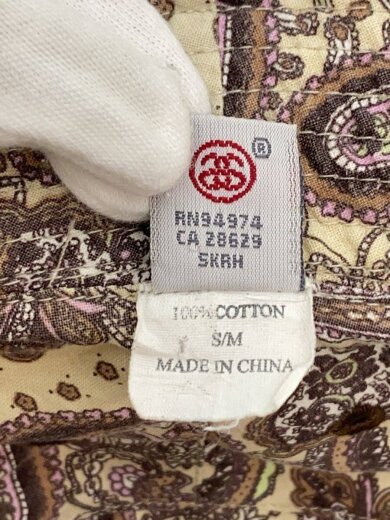 ®
RN94974
CA 28629
SKRH
100% COTTON
S/M
MADE IN CHINA